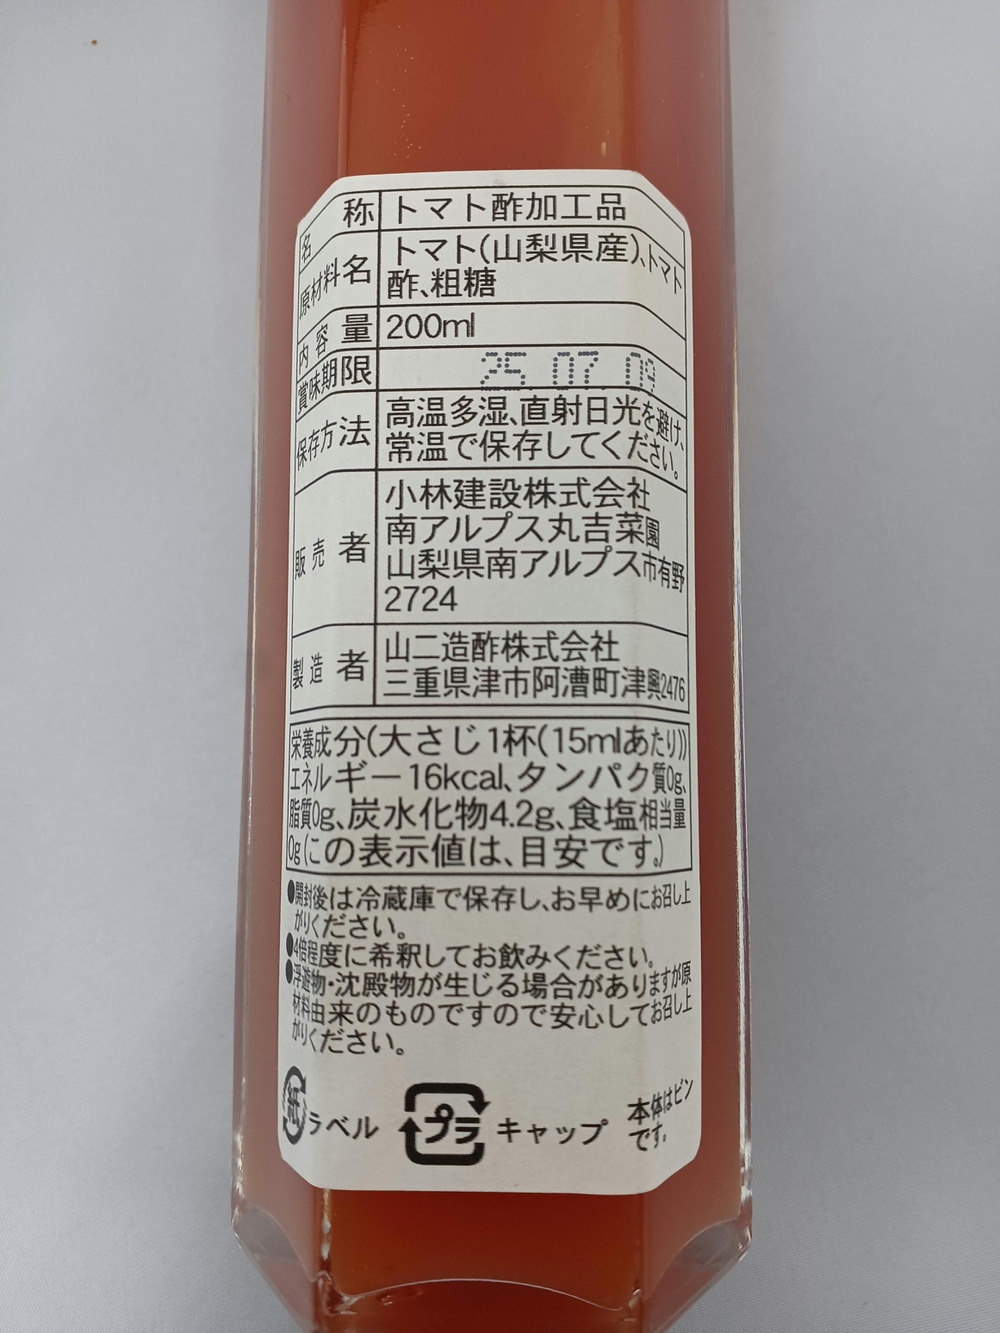 名称 トマト酢加工品
原材料名 トマト(山梨県産)、トマト
酢、粗糖
内容量 200ml
賞味期限 25.07.09
保存方法 高温多湿、直射日光を避け、
常温で保存してください。
販売者 小林建設株式会社
南アルプス丸吉菜園
山梨県南アルプス市有野
2724
製造者 山二造酢株式会社
三重県津市阿漕町津興2476
栄養成分(大さじ1杯(15mlあたり))
エネルギー16kcal、タンパク質0g、
脂質0g、炭水化物4.2g、食塩相当量
0g(この表示値は、目安です。)
●開封後は冷蔵庫で保存し、お早めにお召し上
がりください。
●4倍程度に希釈してお飲みください。
●浮遊物・沈殿物が生じる場合がありますが原
材料由来のものですので安心してお召し上
がりください。
紙 ラベル プラ キャップ 本体はビン
です。